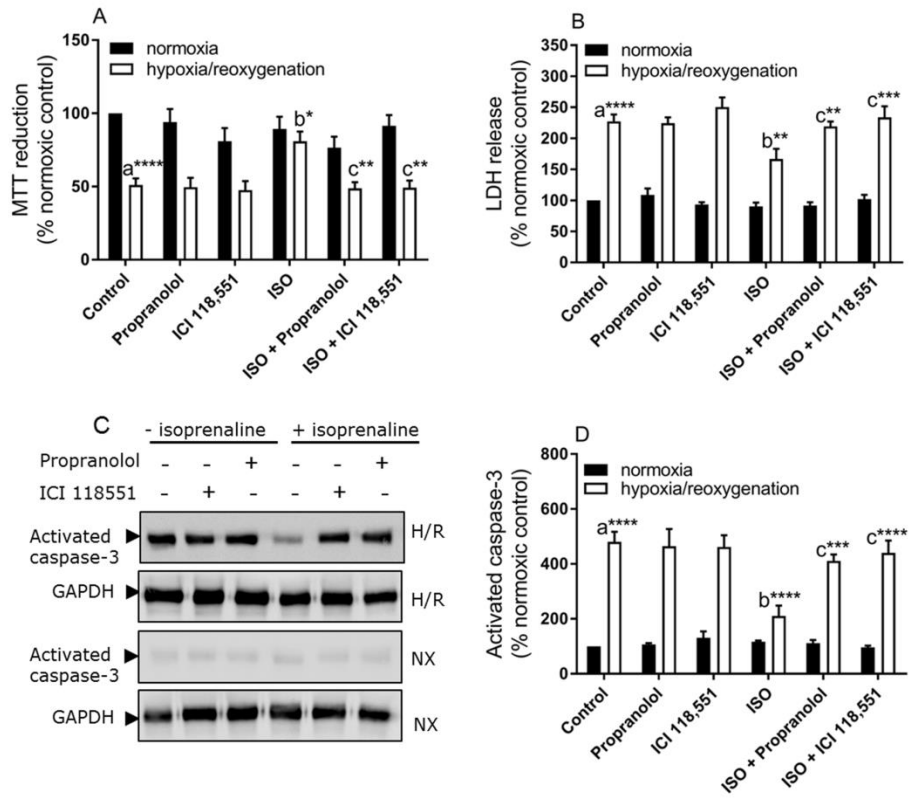 A
150
100
50
0
MTT reduction
(% normoxic control)
normoxia
hypoxia/reoxygenation
a****
b*
c**
c**
Control
Propranolol
ICI 118,551
ISO
ISO + Propranolol
ISO + ICI 118,551
B
350
300
250
200
150
100
50
0
LDH release
(% normoxic control)
normoxia
hypoxia/reoxygenation
a****
b**
c**
c***
Control
Propranolol
ICI 118,551
ISO
ISO + Propranolol
ISO + ICI 118,551
C
- isoprenaline + isoprenaline
Propranolol - - + - - +
ICI 118551 - + - - + -
Activated
caspase-3
H/R
GAPDH
H/R
Activated
caspase-3
NX
GAPDH
NX
D
800
600
400
200
0
Activated caspase-3
(% normoxic control)
normoxia
hypoxia/reoxygenation
a****
b****
c***
c****
Control
Propranolol
ICI 118,551
ISO
ISO + Propranolol
ISO + ICI 118,551